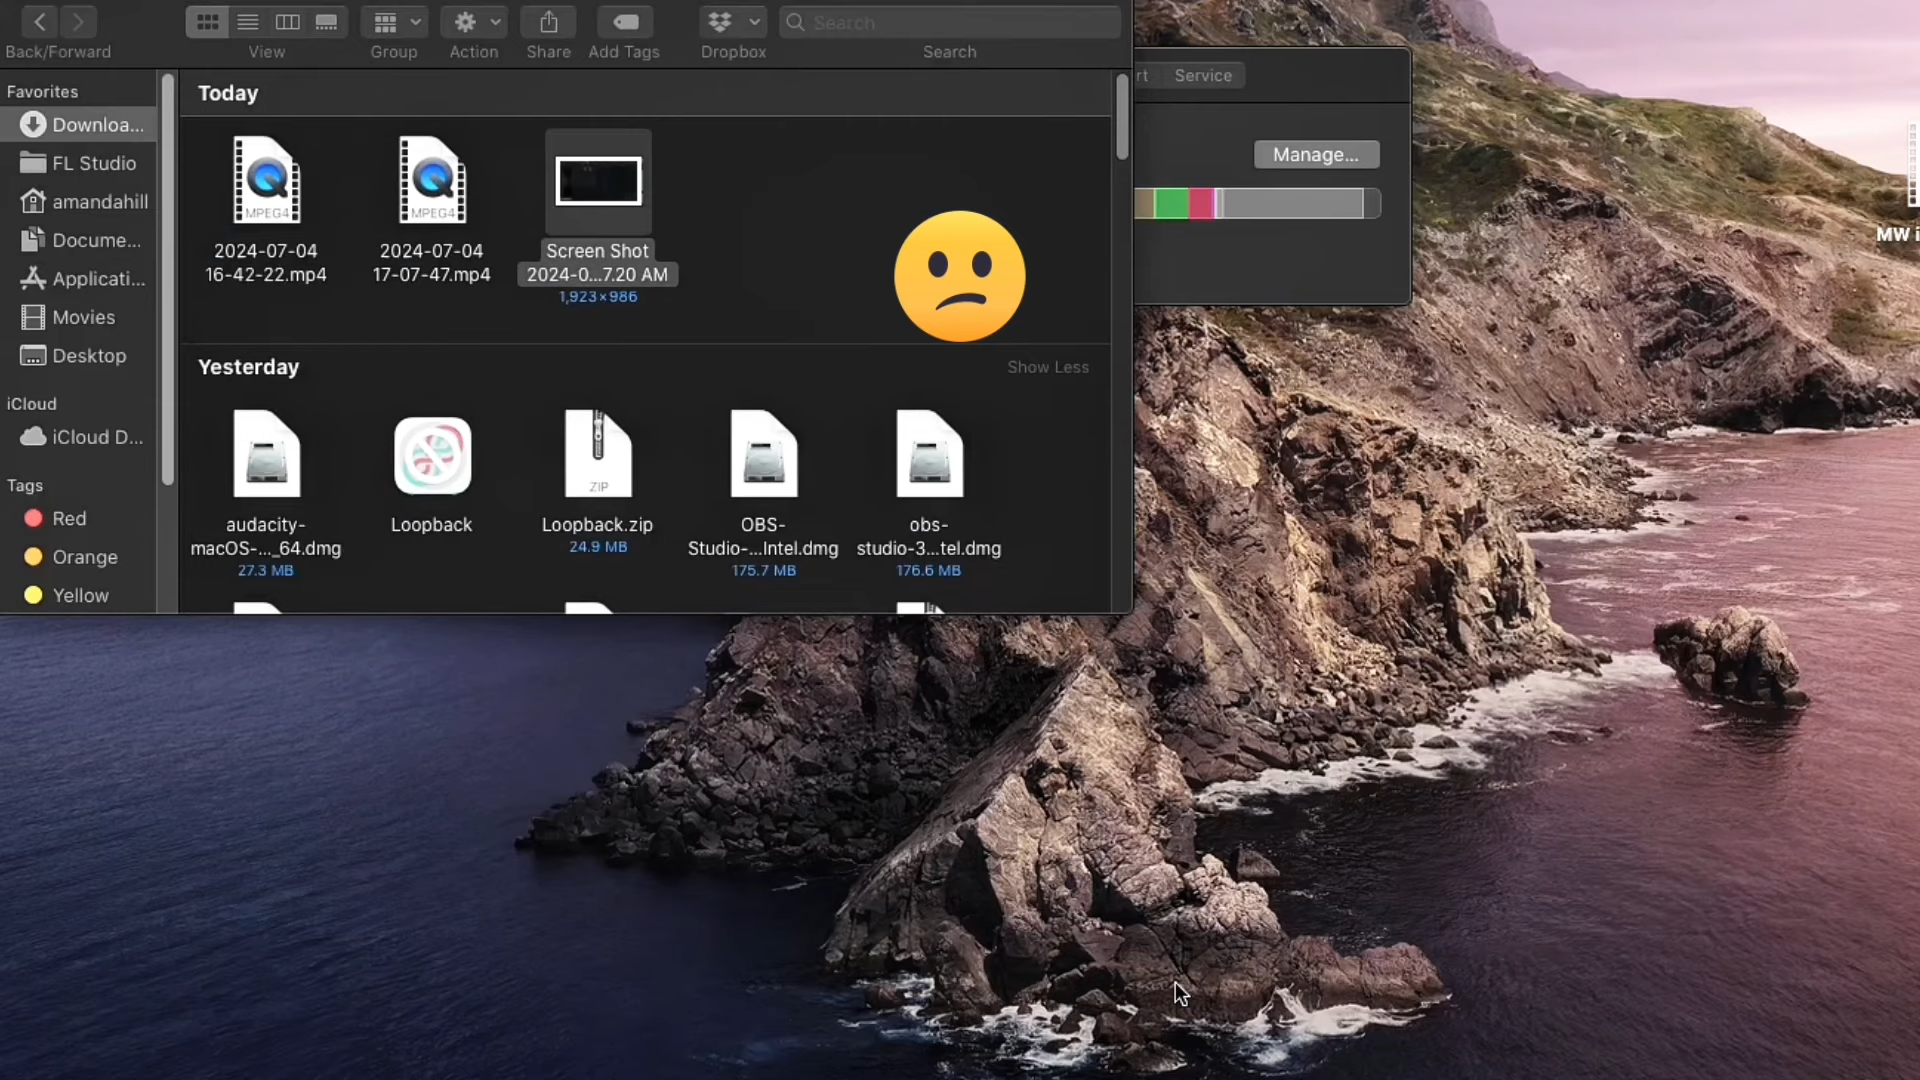 Search
Back/Forward
View
Group
Action
Share
Add Tags
Dropbox
Search
Favorites
Downloa...
FL Studio
amandahill
Docume...
Applicati...
Movies
Desktop
iCloud
iCloud D...
Tags
Red
Orange
Yellow
Today
MPEG4
2024-07-04
16-42-22.mp4
MPEG4
2024-07-04
17-07-47.mp4
Screen Shot
2024-0...7.20 AM
1,923×986
Yesterday
Show Less
audacity-
macOS-..._64.dmg
27.3 MB
Loopback
ZIP
Loopback.zip
24.9 MB
OBS-
Studio-...Intel.dmg
175.7 MB
obs-
studio-3...tel.dmg
176.6 MB
rt
Service
Manage...
MW i